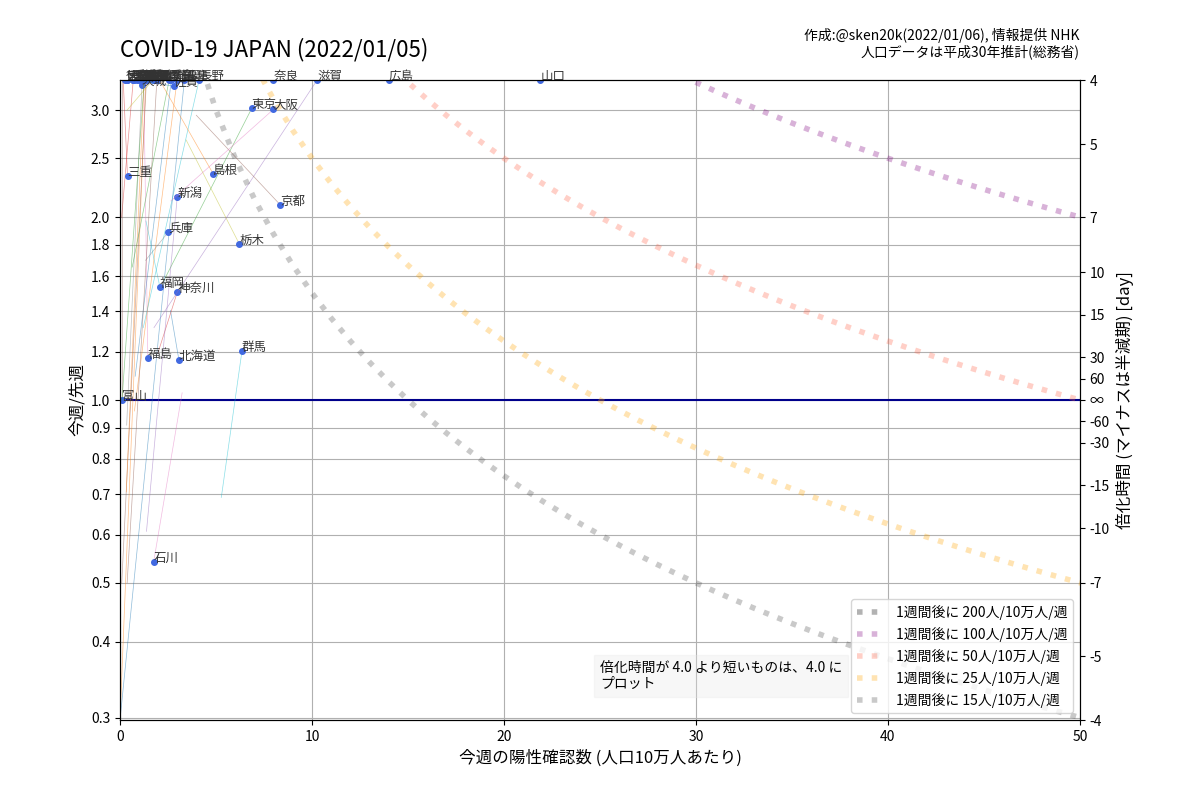 COVID-19 JAPAN (2022/01/05)
作成:@sken20k(2022/01/06), 情報提供 NHK
人口データは平成30年推計(総務省)
長野
奈良
滋賀
広島
山口
佐賀
東京
大阪
三重
島根
新潟
京都
兵庫
栃木
福岡
神奈川
福島
北海道
群馬
富山
石川
3.0
2.5
2.0
1.8
1.6
1.4
1.2
1.0
0.9
0.8
0.7
0.6
0.5
0.4
0.3
今週/先週
4
5
7
10
15
30
60
∞
-60
-30
-15
-10
-7
-5
-4
倍化時間 (マイナスは半減期) [day]
1週間後に 200人/10万人/週
1週間後に 100人/10万人/週
1週間後に 50人/10万人/週
1週間後に 25人/10万人/週
1週間後に 15人/10万人/週
倍化時間が 4.0 より短いものは、4.0 に
プロット
0
10
20
30
40
50
今週の陽性確認数 (人口10万人あたり)